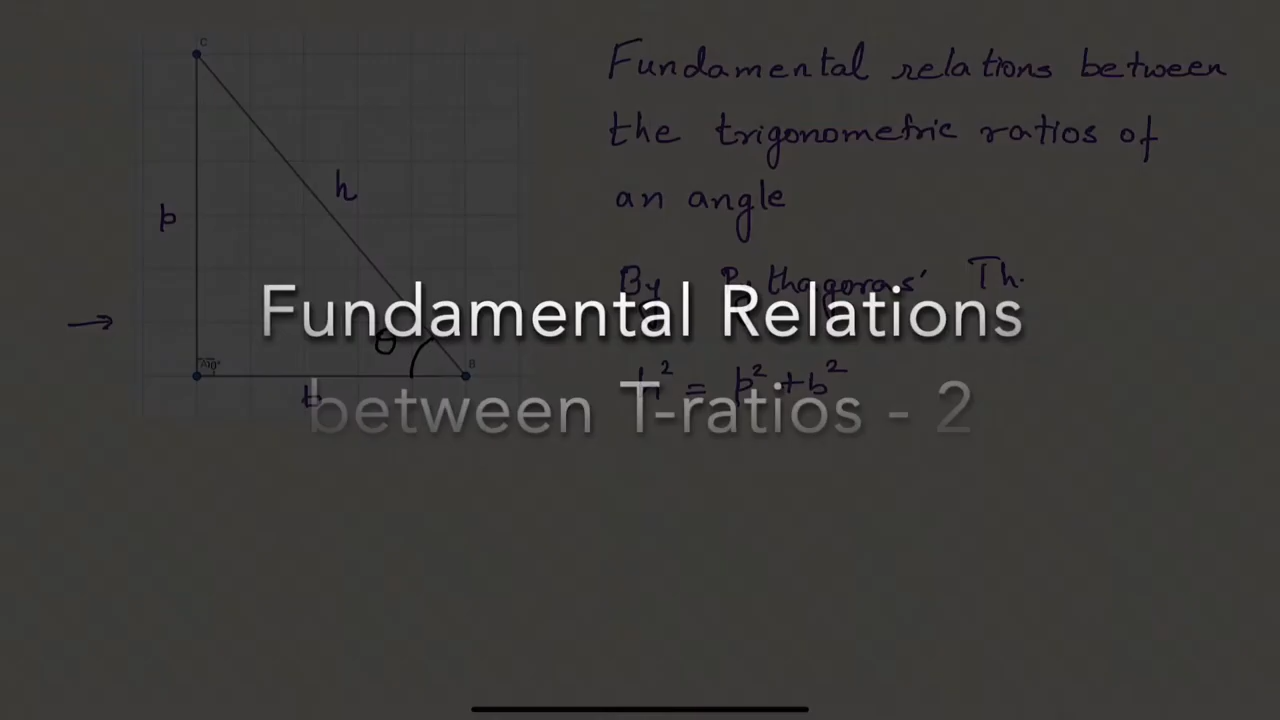 C
Fundamental relations between
the trigonometric ratios of
an angle
h
p
By Pythagoras' Th.
Fundamental Relations
θ
B
h² = p² + b²
b
between T-ratios - 2